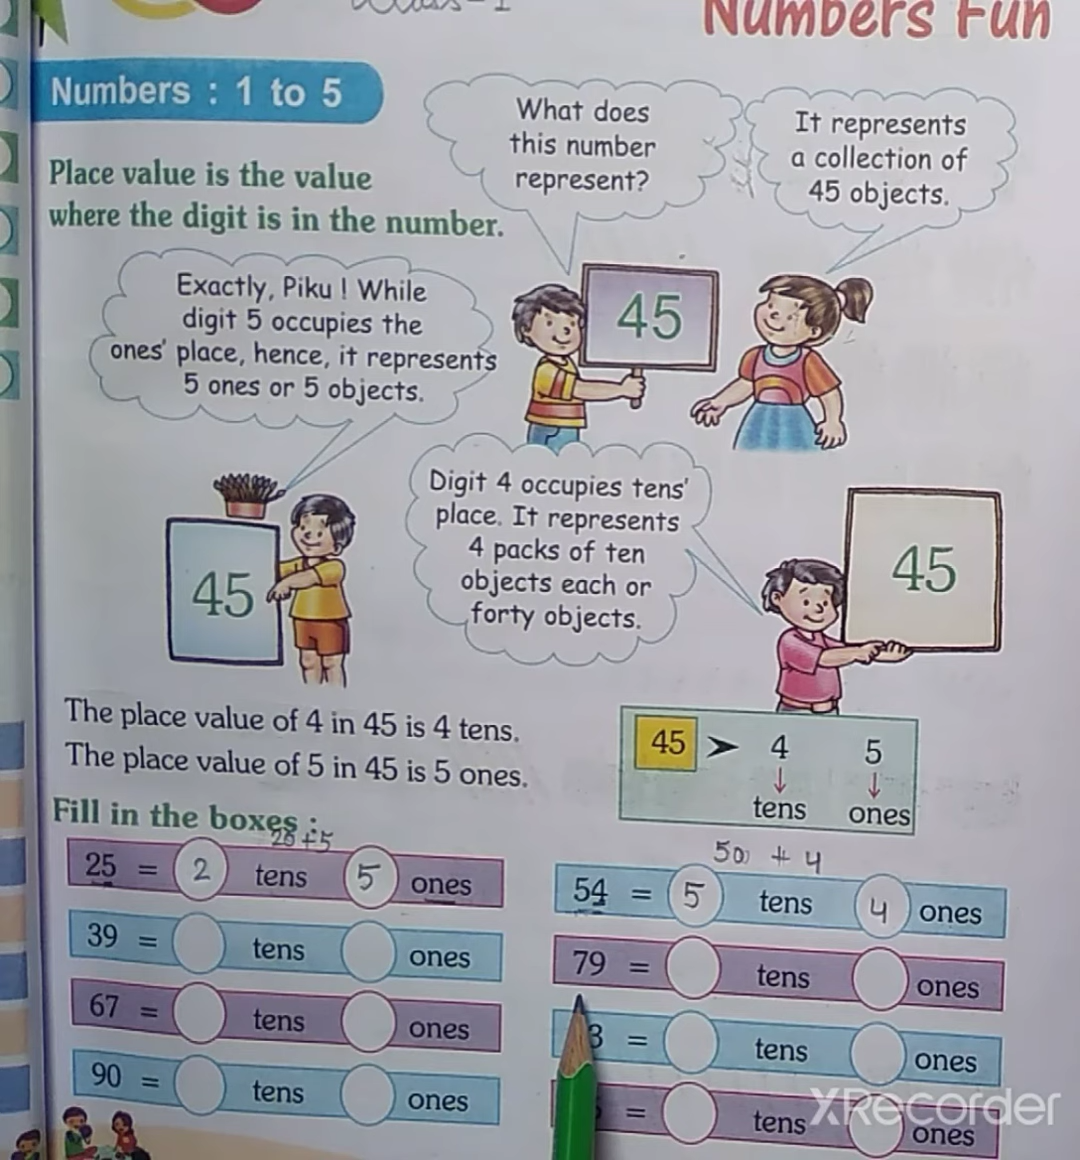 Numbers Fun
Numbers : 1 to 5
What does
this number
represent?
It represents
a collection of
45 objects.
Place value is the value
where the digit is in the number.
Exactly, Piku ! While
digit 5 occupies the
ones' place, hence, it represents
5 ones or 5 objects.
45
Digit 4 occupies tens'
place. It represents
4 packs of ten
objects each or
forty objects.
45
45
The place value of 4 in 45 is 4 tens.
The place value of 5 in 45 is 5 ones.
45 > 4 5
↓ ↓
tens ones
Fill in the boxes :
20+5
25 = 2 tens 5 ones
39 = tens ones
67 = tens ones
90 = tens ones
50 + 4
54 = 5 tens 4 ones
79 = tens ones
3 = tens ones
= tens ones
XRecorder